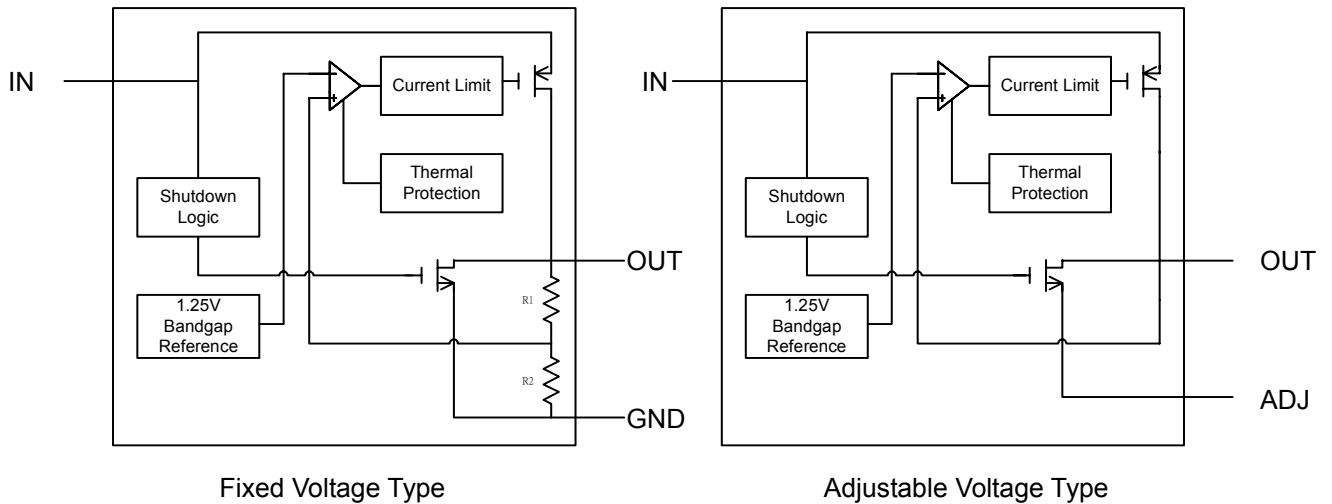 IN
Current Limit
Thermal
Protection
Shutdown
Logic
1.25V
Bandgap
Reference
R1
R2
OUT
GND
Fixed Voltage Type
IN
Current Limit
Thermal
Protection
Shutdown
Logic
1.25V
Bandgap
Reference
OUT
ADJ
Adjustable Voltage Type